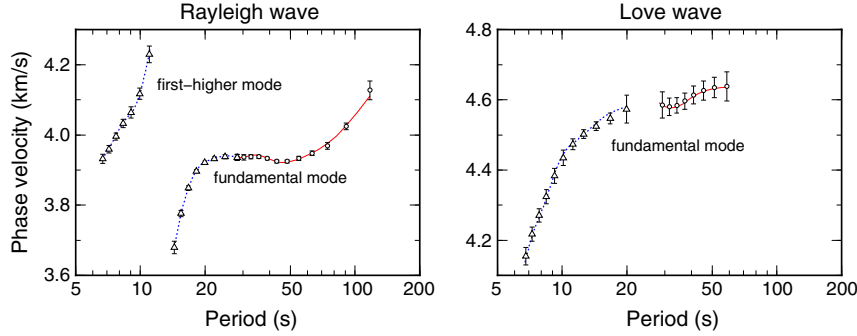 Rayleigh wave
Phase velocity (km/s)
4.2
4.0
3.8
3.6
first–higher mode
fundamental mode
5
10
20
50
100
200
Period (s)
Love wave
4.8
4.6
4.4
4.2
fundamental mode
5
10
20
50
100
200
Period (s)